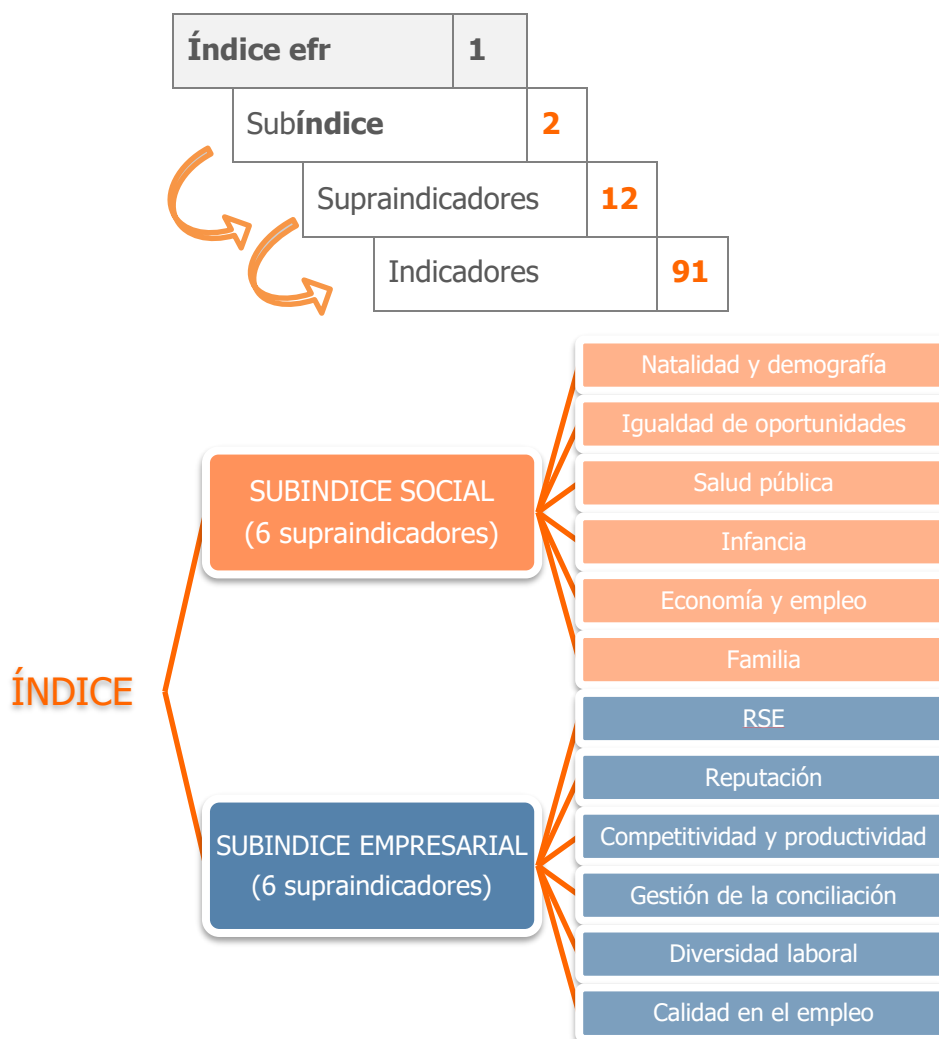 Índice efr 1
Subíndice 2
Supraindicadores 12
Indicadores 91
Natalidad y demografía
Igualdad de oportunidades
SUBINDICE SOCIAL
(6 supraindicadores)
Salud pública
Infancia
Economía y empleo
Familia
ÍNDICE
RSE
Reputación
SUBINDICE EMPRESARIAL
(6 supraindicadores)
Competitividad y productividad
Gestión de la conciliación
Diversidad laboral
Calidad en el empleo